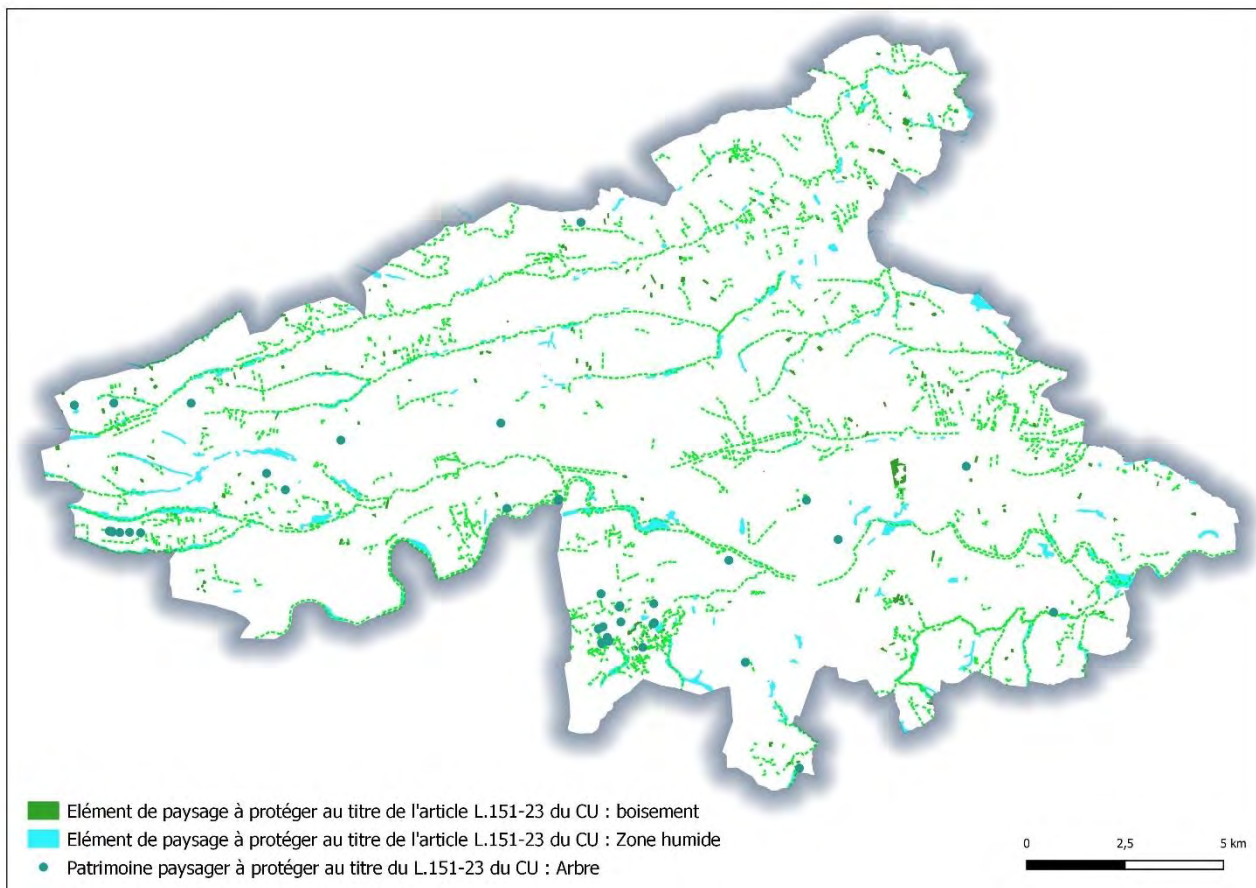 Elément de paysage à protéger au titre de l'article L.151-23 du CU : boisement
Elément de paysage à protéger au titre de l'article L.151-23 du CU : Zone humide
Patrimoine paysager à protéger au titre du L.151-23 du CU : Arbre
0 2,5 5 km